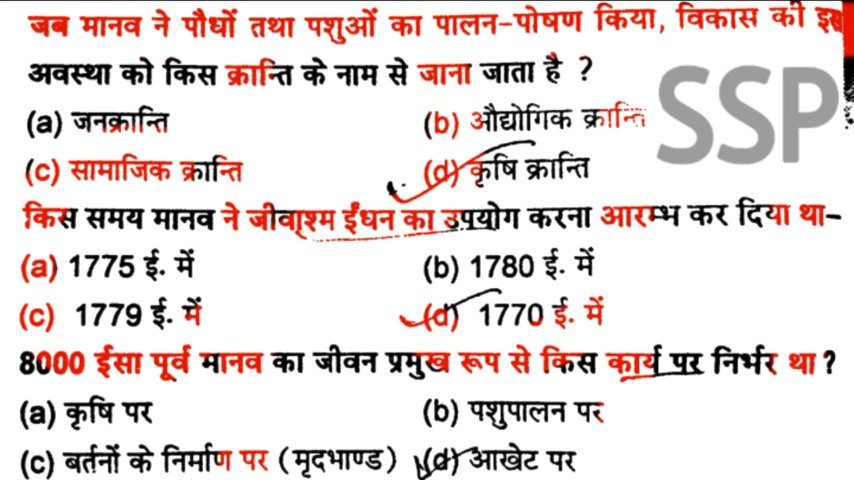 जब मानव ने पौधों तथा पशुओं का पालन-पोषण किया, विकास की इस
अवस्था को किस क्रान्ति के नाम से जाना जाता है ?
(a) जनक्रान्ति (b) औद्योगिक क्रान्ति
(c) सामाजिक क्रान्ति (d) कृषि क्रान्ति
SSP
किस समय मानव ने जीवाश्म ईंधन का उपयोग करना आरम्भ कर दिया था-
(a) 1775 ई. में (b) 1780 ई. में
(c) 1779 ई. में (d) 1770 ई. में
8000 ईसा पूर्व मानव का जीवन प्रमुख रूप से किस कार्य पर निर्भर था ?
(a) कृषि पर (b) पशुपालन पर
(c) बर्तनों के निर्माण पर (मृदभाण्ड) (d) आखेट पर